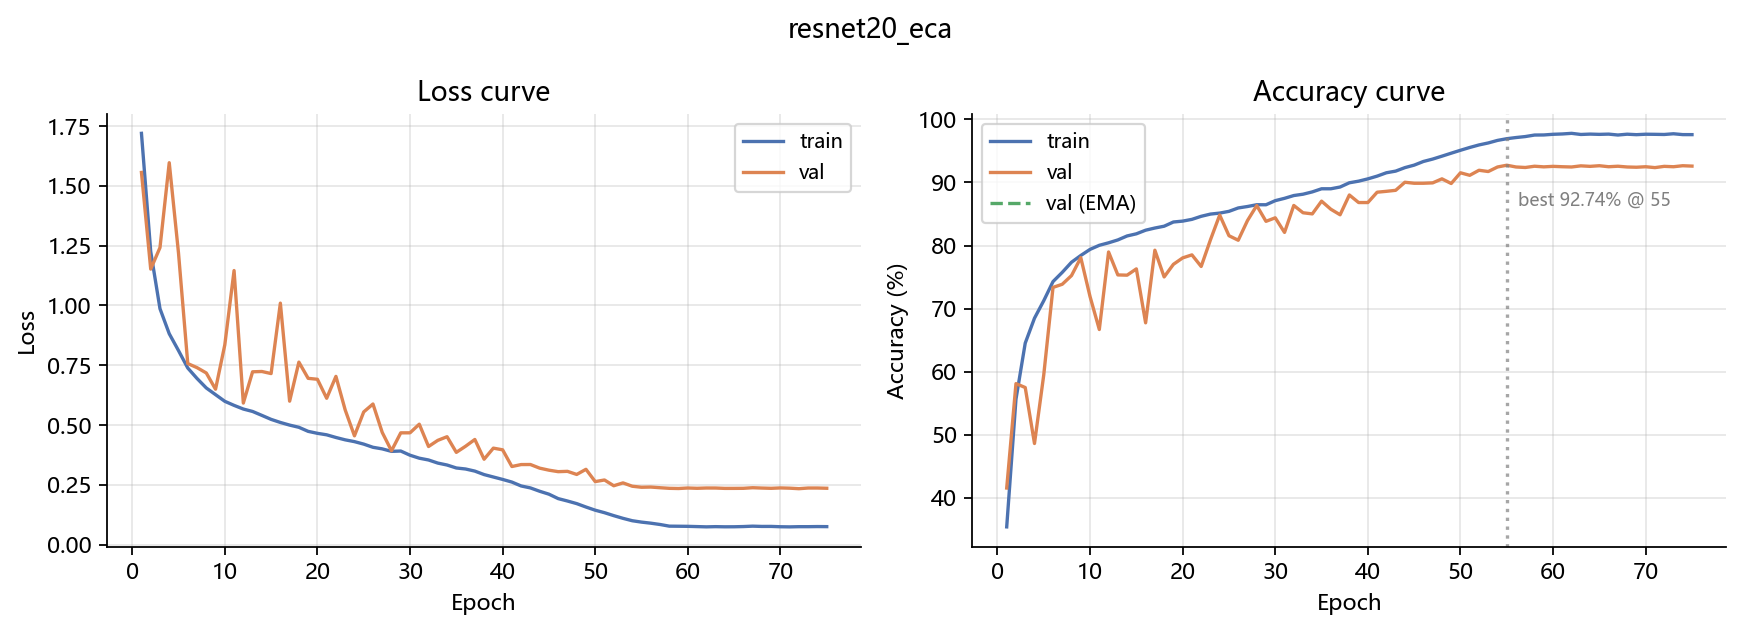 resnet20_eca
Loss curve
train
val
1.75
1.50
1.25
1.00
0.75
0.50
0.25
0.00
Loss
0 10 20 30 40 50 60 70
Epoch
Accuracy curve
train
val
val (EMA)
best 92.74% @ 55
100
90
80
70
60
50
40
Accuracy (%)
0 10 20 30 40 50 60 70
Epoch